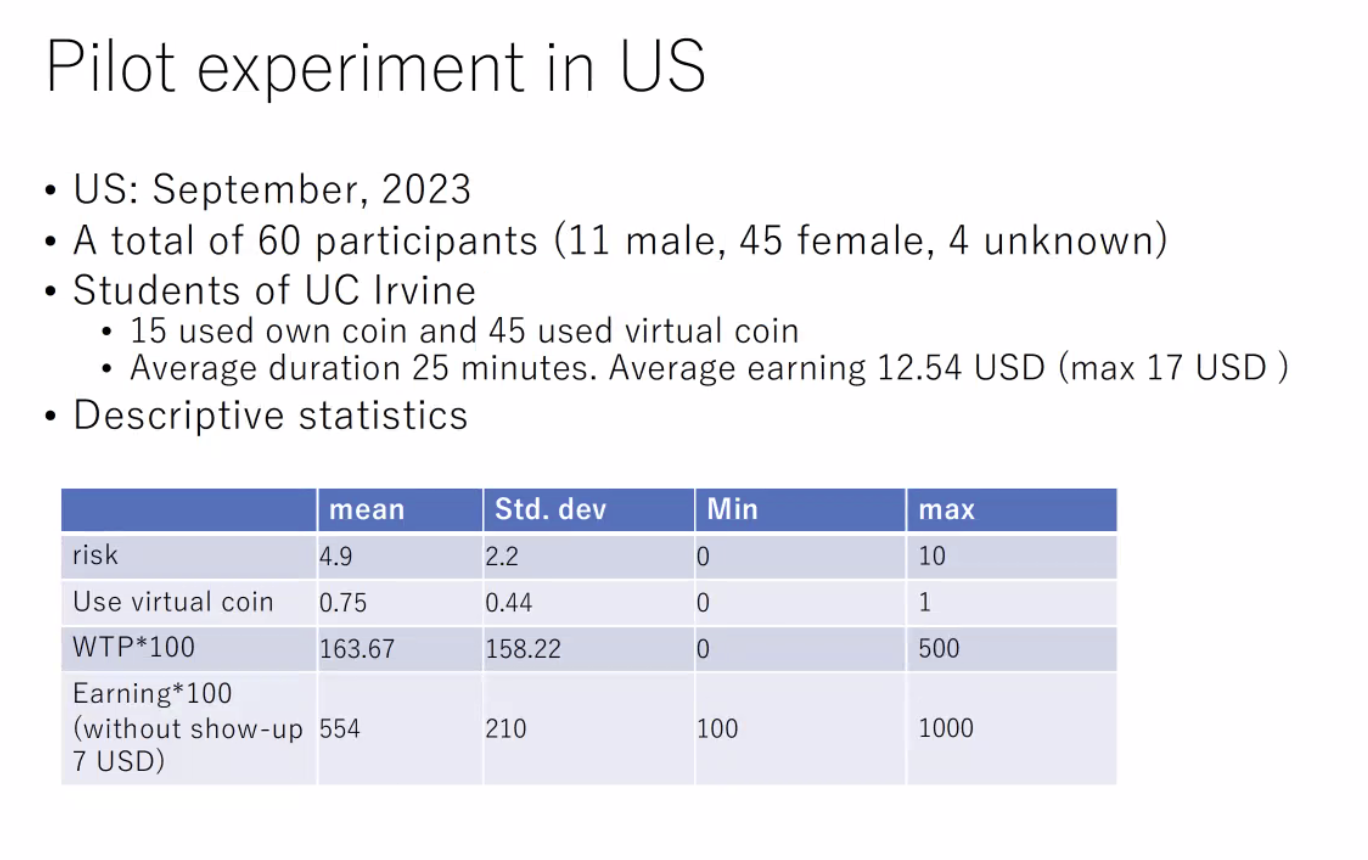 Pilot experiment in US
• US: September, 2023
• A total of 60 participants (11 male, 45 female, 4 unknown)
• Students of UC Irvine
• 15 used own coin and 45 used virtual coin
• Average duration 25 minutes. Average earning 12.54 USD (max 17 USD )
• Descriptive statistics
mean Std. dev Min max
risk 4.9 2.2 0 10
Use virtual coin 0.75 0.44 0 1
WTP*100 163.67 158.22 0 500
Earning*100
(without show-up 554 210 100 1000
7 USD)